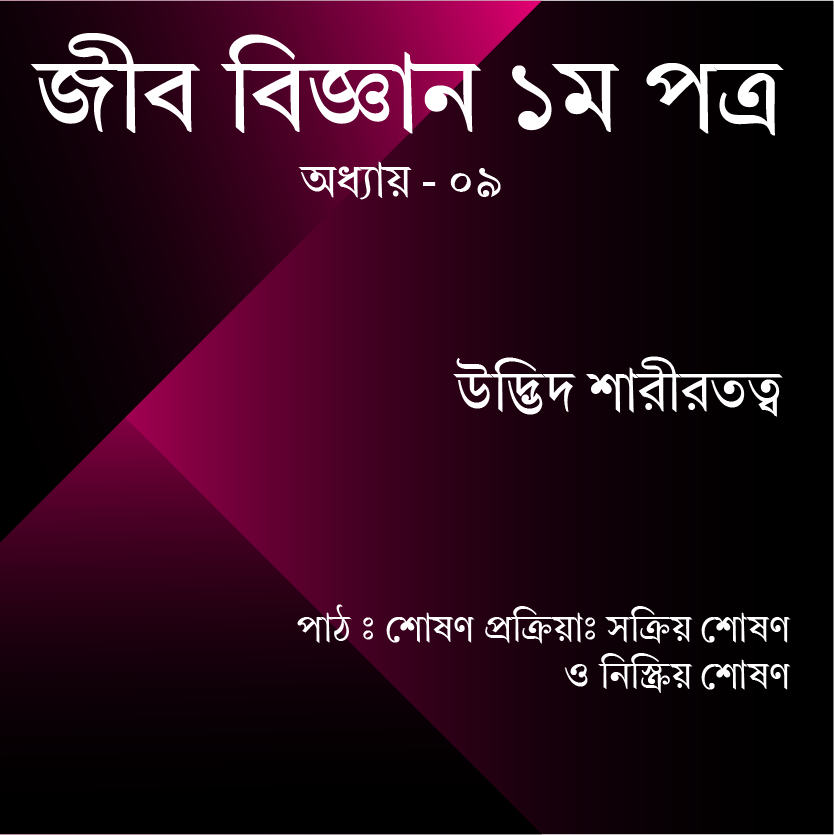 জীব বিজ্ঞান ১ম পত্র
অধ্যায় - ০৯
উদ্ভিদ শারীরতত্ব
পাঠ ঃ শোষণ প্রক্রিয়াঃ সক্রিয় শোষণ
ও নিস্ক্রিয় শোষণ